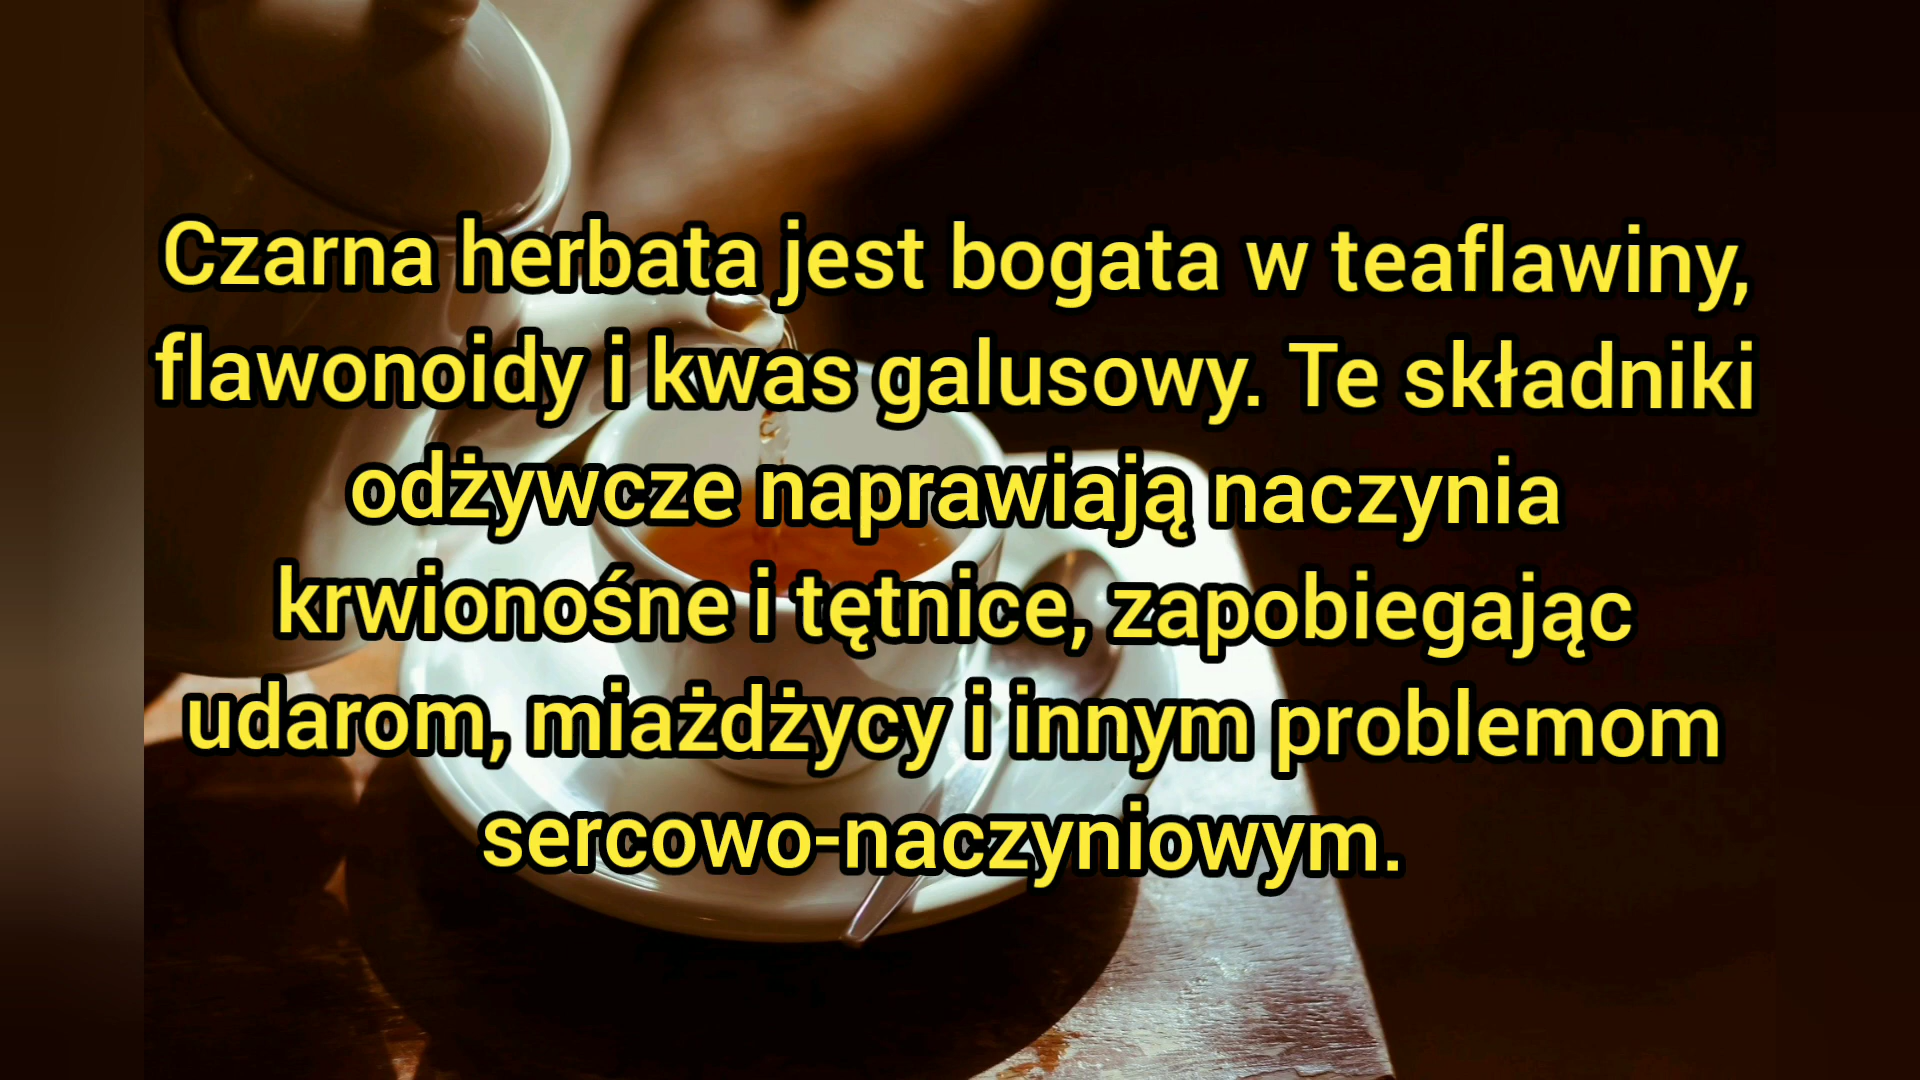 Czarna herbata jest bogata w teaflawiny,
flawonoidy i kwas galusowy. Te składniki
odżywcze naprawiają naczynia
krwionośne i tętnice, zapobiegając
udarom, miażdżycy i innym problemom
sercowo-naczyniowym.